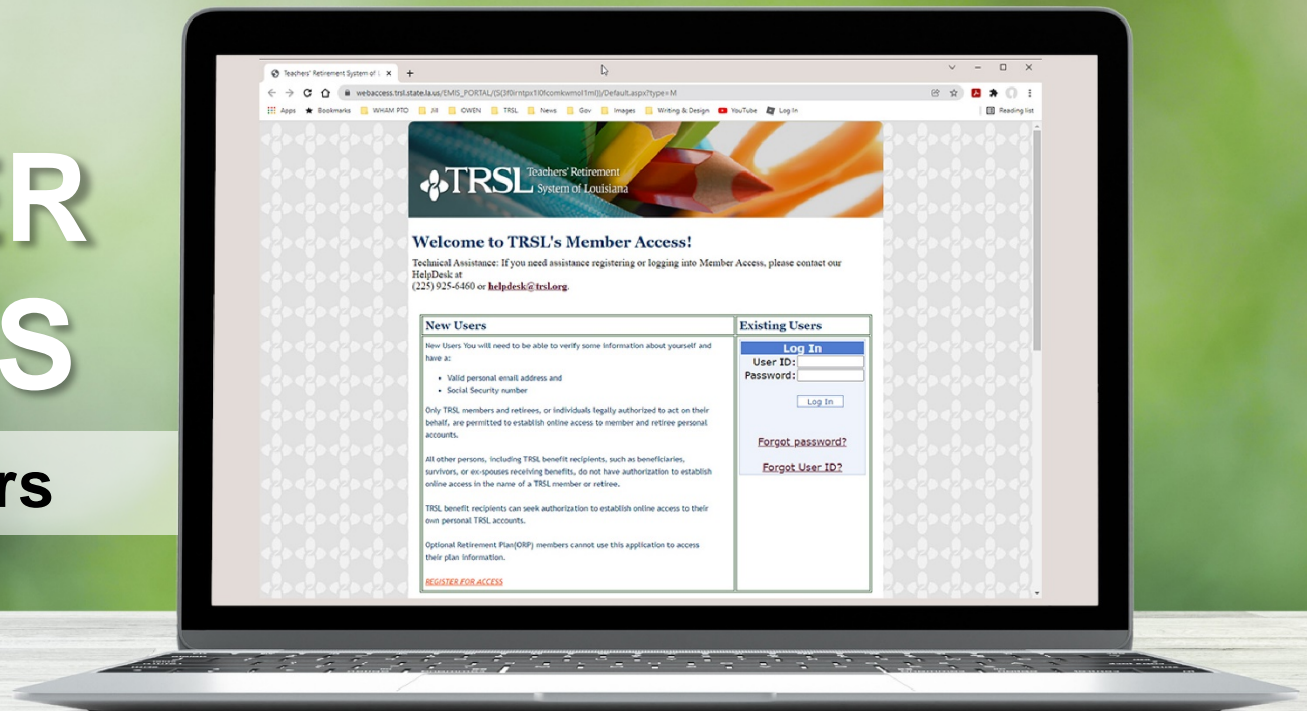 ER
S
rs
Teachers' Retirement System of L
webaccess.trsl.state.la.us/EMIS_PORTAL/
/Default.aspx?type=M
Apps Bookmarks WHAM PTO Jill OWEN TRSL News Gov Images Writing & Design YouTube Log In Reading list
TRSL Teachers' Retirement
System of Louisiana
Welcome to TRSL's Member Access!
Technical Assistance: If you need assistance registering or logging into Member Access, please contact our
HelpDesk at
(225) 925-6460 or helpdesk@trsl.org.
New Users
New Users You will need to be able to verify some information about yourself and
have a:
• Valid personal email address and
• Social Security number
Only TRSL members and retirees, or individuals legally authorized to act on their
behalf, are permitted to establish online access to member and retiree personal
accounts.
All other persons, including TRSL benefit recipients, such as beneficiaries,
survivors, or ex-spouses receiving benefits, do not have authorization to establish
online access in the name of a TRSL member or retiree.
TRSL benefit recipients can seek authorization to establish online access to their
own personal TRSL accounts.
Optional Retirement Plan(ORP) members cannot use this application to access
their plan information.
REGISTER FOR ACCESS
Existing Users
Log In
User ID:
Password:
Log In
Forgot password?
Forgot User ID?